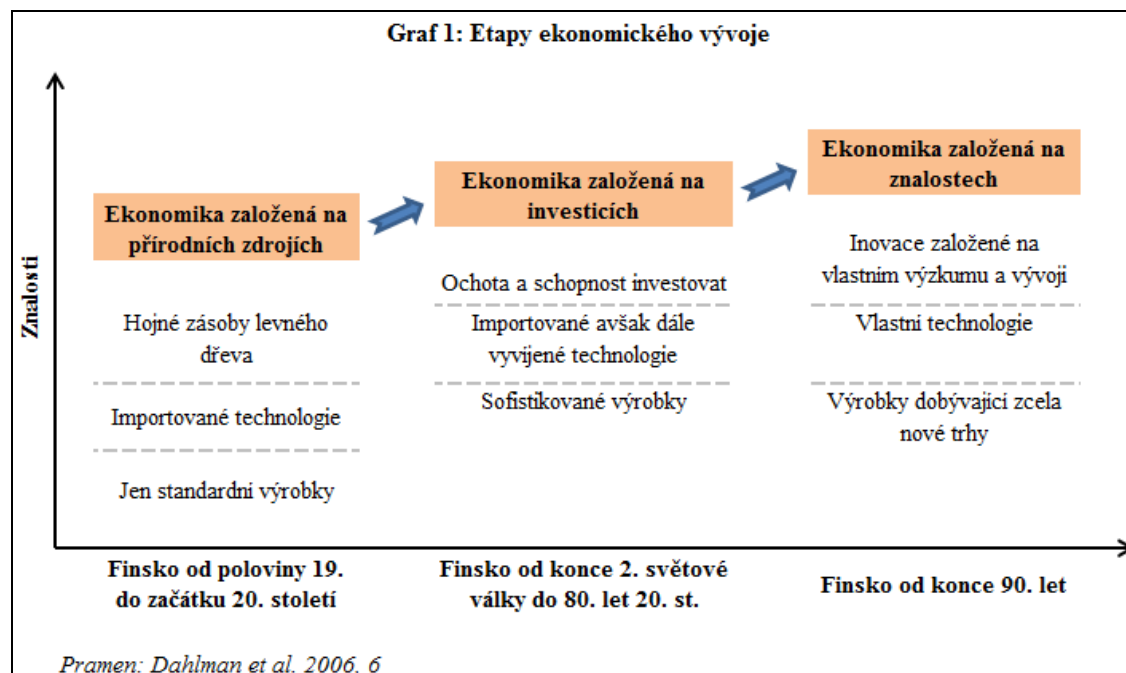 Graf 1: Etapy ekonomického vývoje
Znalosti
Ekonomika založená na
přírodních zdrojích
Hojné zásoby levného
dřeva
Importované technologie
Jen standardní výrobky
Finsko od poloviny 19.
do začátku 20. století
Ekonomika založená na
investicích
Ochota a schopnost investovat
Importované avšak dále
vyvijené technologie
Sofistikované výrobky
Finsko od konce 2. světové
války do 80. let 20. st.
Ekonomika založená na
znalostech
Inovace založené na
vlastním výzkumu a vývoji
Vlastní technologie
Výrobky dobývajici zcela
nové trhy
Finsko od konce 90. let
Pramen: Dahlman et al. 2006, 6